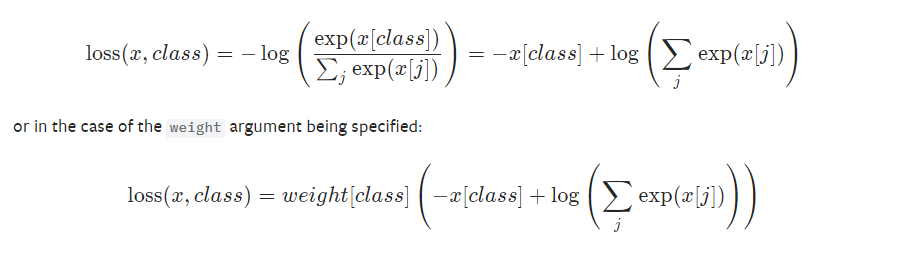 loss(x, class) = − log ( exp(x[class]) / ∑_j exp(x[j]) ) = −x[class] + log ( ∑_j exp(x[j]) )
or in the case of the weight argument being specified:
loss(x, class) = weight[class] ( −x[class] + log ( ∑_j exp(x[j]) ) )